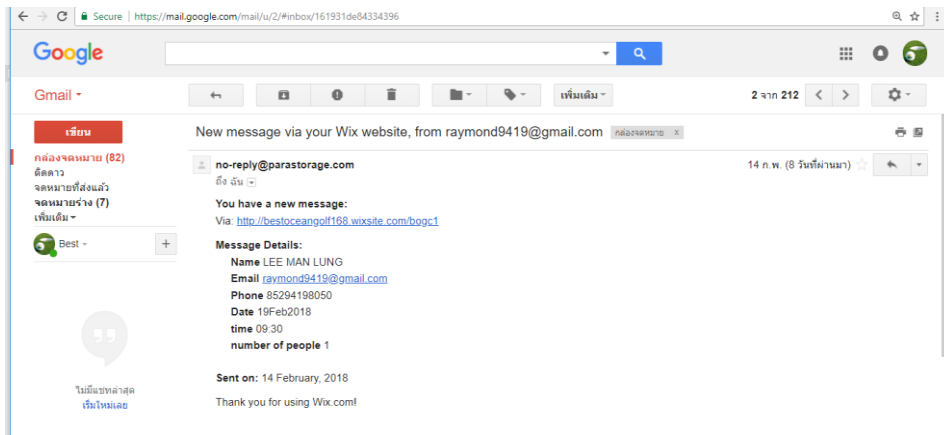 Secure | https://mail.google.com/mail/u/2/#inbox/161931de84334396
Google
Gmail
เพิ่มเติม
2 จาก 212
เขียน
New message via your Wix website, from raymond9419@gmail.com กล่องจดหมาย x
กล่องจดหมาย (82)
ติดดาว
จดหมายที่ส่งแล้ว
จดหมายร่าง (7)
เพิ่มเติม
Best
+
ไม่มีแชทล่าสุด
เริ่มใหม่เลย
no-reply@parastorage.com
14 ก.พ. (8 วันที่ผ่านมา)
ถึง ฉัน
You have a new message:
Via: http://bestoceangolf168.wixsite.com/bogc1
Message Details:
Name LEE MAN LUNG
Email raymond9419@gmail.com
Phone 85294198050
Date 19Feb2018
time 09:30
number of people 1
Sent on: 14 February, 2018
Thank you for using Wix.com!